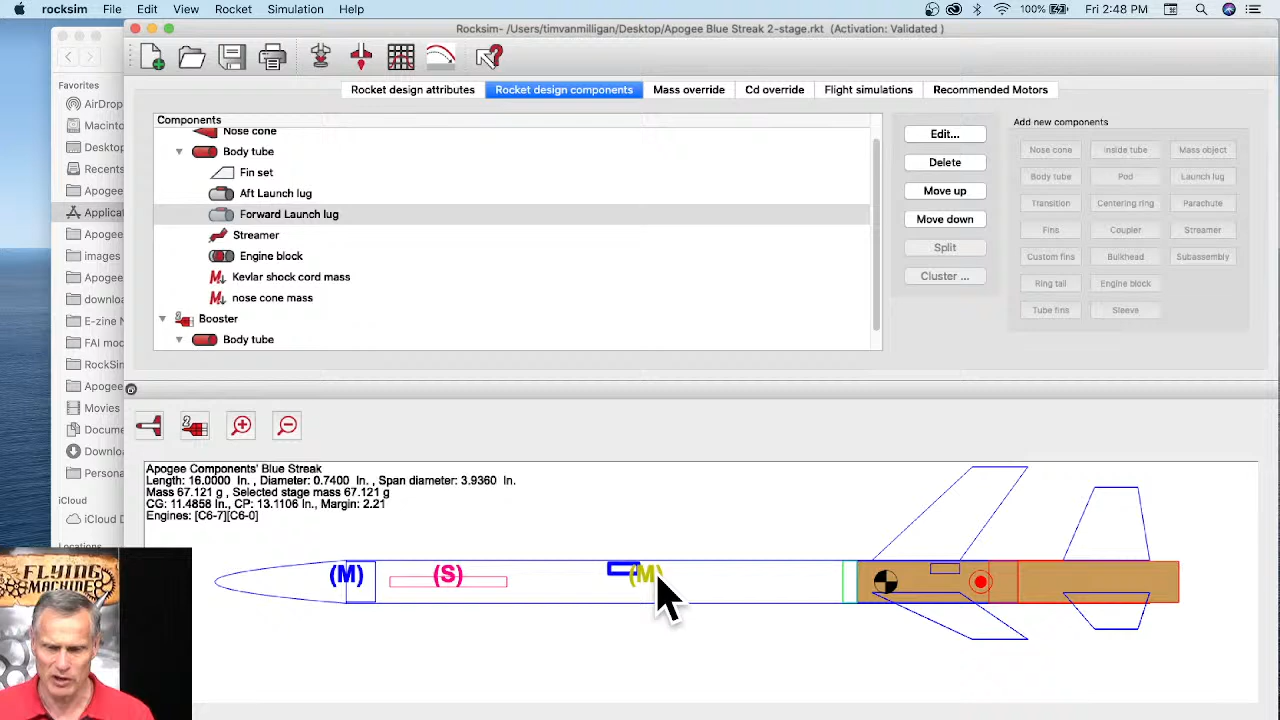 rocksim File Edit View Rocket Simulation Help 100% Fri 2:48 PM
Rocksim- /Users/timvanmilligan/Desktop/Apogee Blue Streak 2-stage.rkt (Activation: Validated )
Favorites
AirDrop
Macinto
Desktop
Recents
Apogee
Applicat
Apogee
images
Apogee
downloa
E-zine N
FAI mod
RockSim
Apogee
Movies
Docume
Downloa
Persona
iCloud
iCloud D
Locations
Rocket design attributes
Rocket design components
Mass override
Cd override
Flight simulations
Recommended Motors
Components
Nose cone
Body tube
Fin set
Aft Launch lug
Forward Launch lug
Streamer
Engine block
Kevlar shock cord mass
nose cone mass
Booster
Body tube
Edit...
Delete
Move up
Move down
Split
Cluster ...
Add new components
Nose cone Inside tube Mass object
Body tube Pod Launch lug
Transition Centering ring Parachute
Fins Coupler Streamer
Custom fins Bulkhead Subassembly
Ring tail Engine block
Tube fins Sleeve
Apogee Components' Blue Streak
Length: 16.0000 In. , Diameter: 0.7400 In. , Span diameter: 3.9360 In.
Mass 67.121 g , Selected stage mass 67.121 g
CG: 11.4858 In., CP: 13.1106 In., Margin: 2.21
Engines: [C6-7][C6-0]
(M) (S) (M)
FLYING
MACHINE